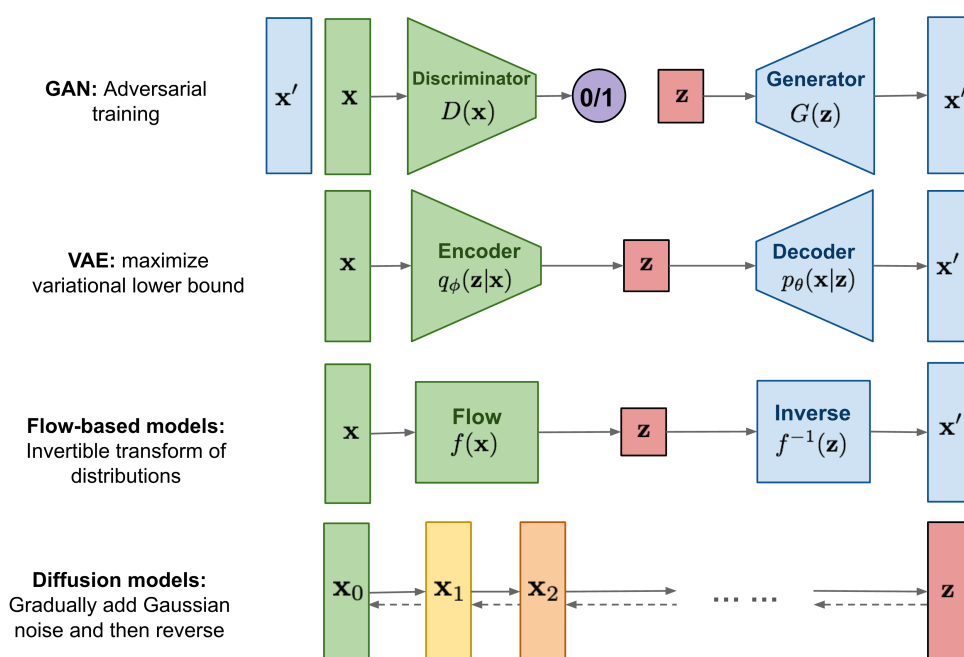 GAN: Adversarial
training
x′
x
Discriminator
D(x)
0/1
z
Generator
G(z)
x′
VAE: maximize
variational lower bound
x
Encoder
qϕ(z|x)
z
Decoder
pθ(x|z)
x′
Flow-based models:
Invertible transform of
distributions
x
Flow
f(x)
z
Inverse
f⁻¹(z)
x′
Diffusion models:
Gradually add Gaussian
noise and then reverse
x₀
x₁
x₂
... ...
z